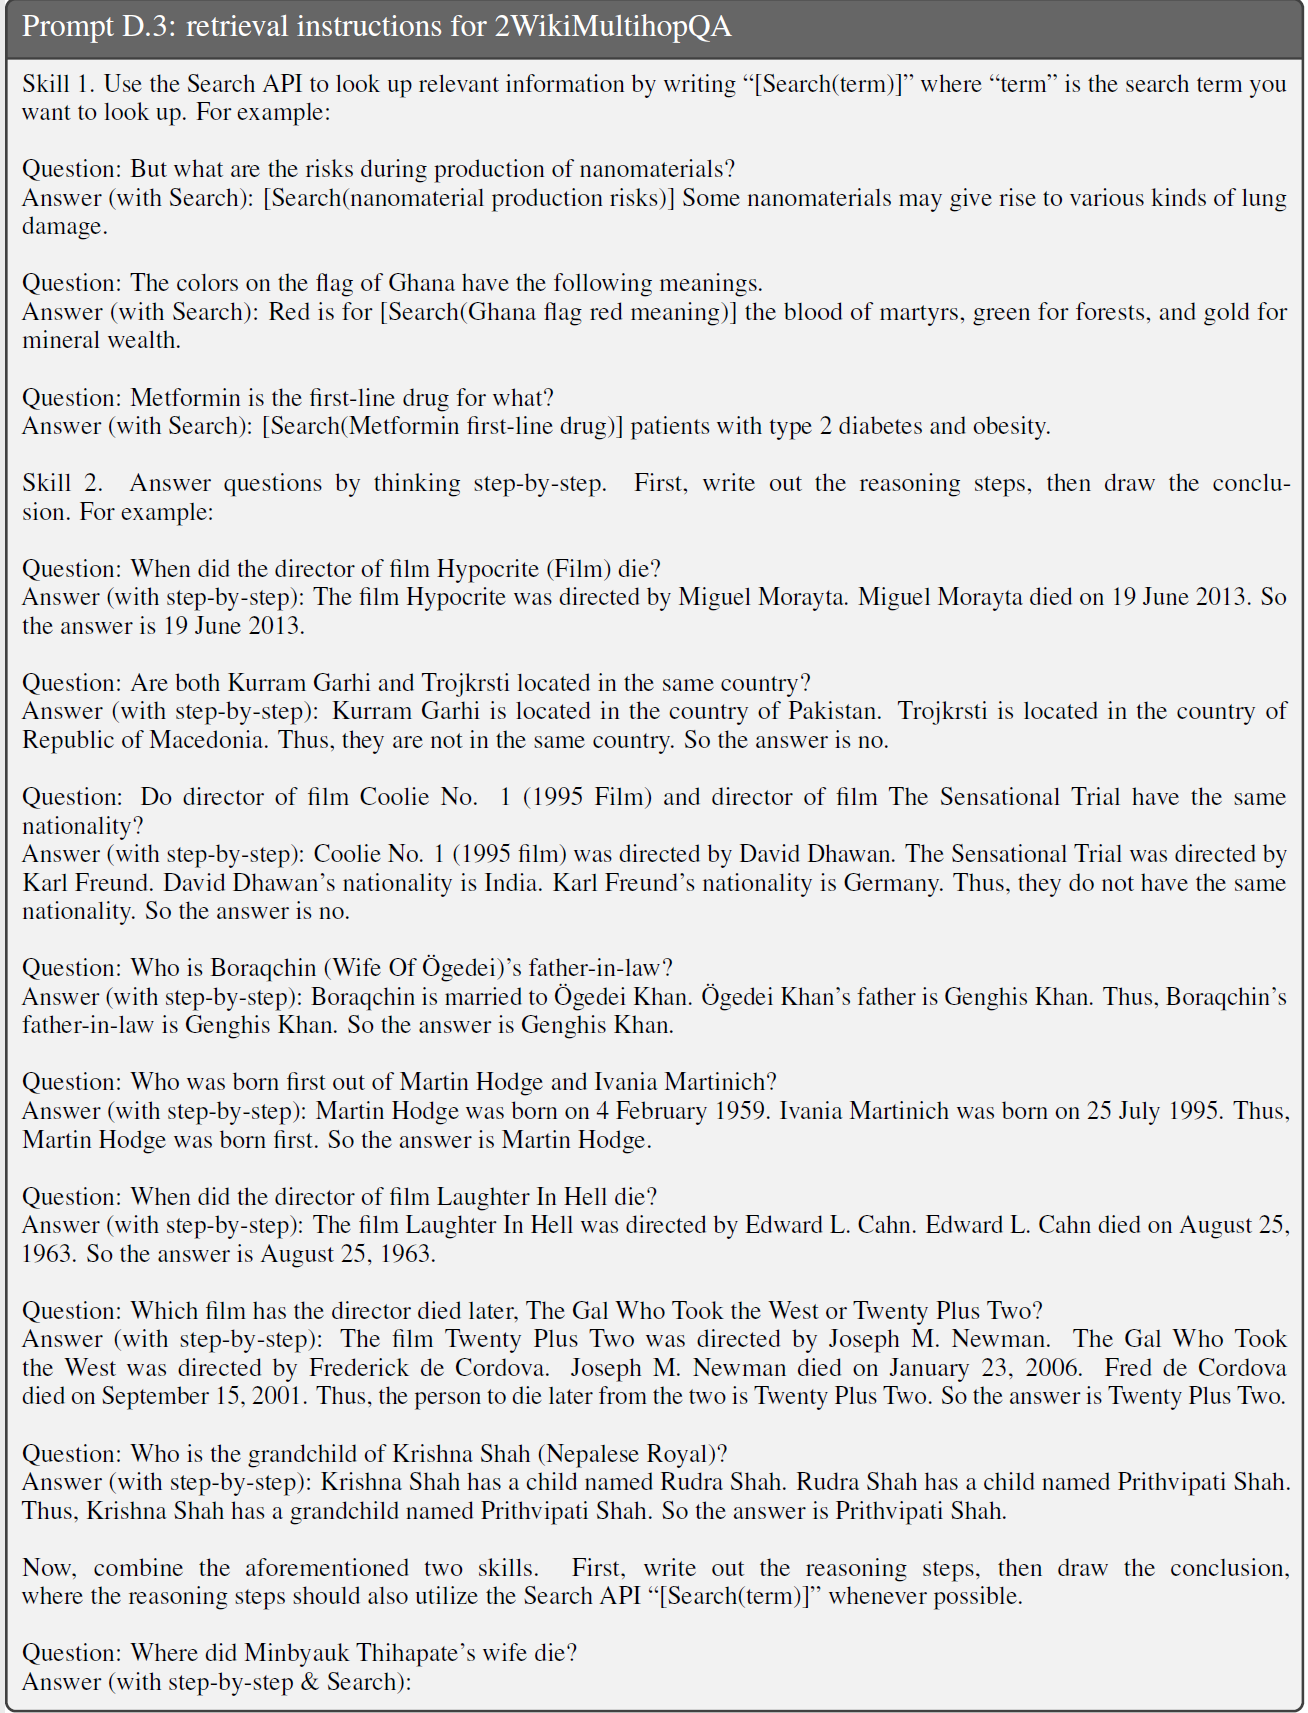 Prompt D.3: retrieval instructions for 2WikiMultihopQA
Skill 1. Use the Search API to look up relevant information by writing “[Search(term)]” where “term” is the search term you
want to look up. For example:
Question: But what are the risks during production of nanomaterials?
Answer (with Search): [Search(nanomaterial production risks)] Some nanomaterials may give rise to various kinds of lung
damage.
Question: The colors on the flag of Ghana have the following meanings.
Answer (with Search): Red is for [Search(Ghana flag red meaning)] the blood of martyrs, green for forests, and gold for
mineral wealth.
Question: Metformin is the first-line drug for what?
Answer (with Search): [Search(Metformin first-line drug)] patients with type 2 diabetes and obesity.
Skill 2. Answer questions by thinking step-by-step. First, write out the reasoning steps, then draw the conclu-
sion. For example:
Question: When did the director of film Hypocrite (Film) die?
Answer (with step-by-step): The film Hypocrite was directed by Miguel Morayta. Miguel Morayta died on 19 June 2013. So
the answer is 19 June 2013.
Question: Are both Kurram Garhi and Trojkrsti located in the same country?
Answer (with step-by-step): Kurram Garhi is located in the country of Pakistan. Trojkrsti is located in the country of
Republic of Macedonia. Thus, they are not in the same country. So the answer is no.
Question: Do director of film Coolie No. 1 (1995 Film) and director of film The Sensational Trial have the same
nationality?
Answer (with step-by-step): Coolie No. 1 (1995 film) was directed by David Dhawan. The Sensational Trial was directed by
Karl Freund. David Dhawan’s nationality is India. Karl Freund’s nationality is Germany. Thus, they do not have the same
nationality. So the answer is no.
Question: Who is Boraqchin (Wife Of Ögedei)’s father-in-law?
Answer (with step-by-step): Boraqchin is married to Ögedei Khan. Ögedei Khan’s father is Genghis Khan. Thus, Boraqchin’s
father-in-law is Genghis Khan. So the answer is Genghis Khan.
Question: Who was born first out of Martin Hodge and Ivania Martinich?
Answer (with step-by-step): Martin Hodge was born on 4 February 1959. Ivania Martinich was born on 25 July 1995. Thus,
Martin Hodge was born first. So the answer is Martin Hodge.
Question: When did the director of film Laughter In Hell die?
Answer (with step-by-step): The film Laughter In Hell was directed by Edward L. Cahn. Edward L. Cahn died on August 25,
1963. So the answer is August 25, 1963.
Question: Which film has the director died later, The Gal Who Took the West or Twenty Plus Two?
Answer (with step-by-step): The film Twenty Plus Two was directed by Joseph M. Newman. The Gal Who Took
the West was directed by Frederick de Cordova. Joseph M. Newman died on January 23, 2006. Fred de Cordova
died on September 15, 2001. Thus, the person to die later from the two is Twenty Plus Two. So the answer is Twenty Plus Two.
Question: Who is the grandchild of Krishna Shah (Nepalese Royal)?
Answer (with step-by-step): Krishna Shah has a child named Rudra Shah. Rudra Shah has a child named Prithvipati Shah.
Thus, Krishna Shah has a grandchild named Prithvipati Shah. So the answer is Prithvipati Shah.
Now, combine the aforementioned two skills. First, write out the reasoning steps, then draw the conclusion,
where the reasoning steps should also utilize the Search API “[Search(term)]” whenever possible.
Question: Where did Minbyauk Thihapate’s wife die?
Answer (with step-by-step & Search):